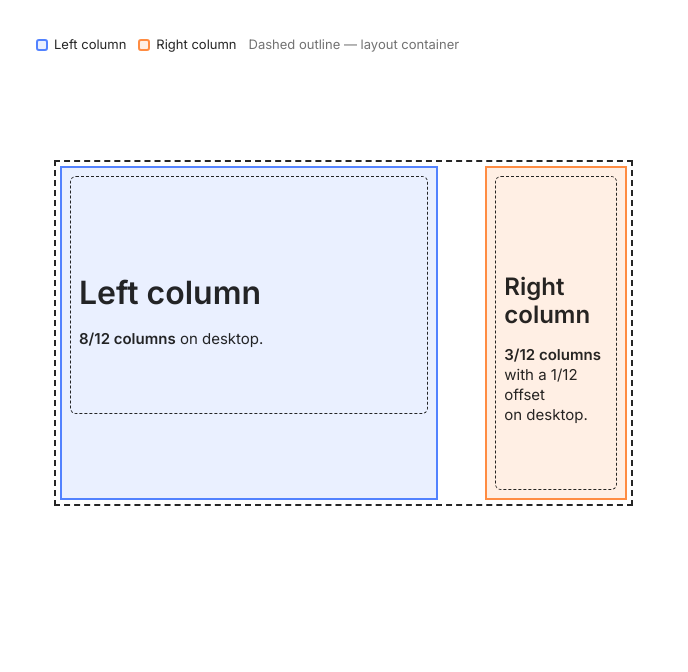 Left column
Right column
Dashed outline — layout container
Left column
8/12 columns on desktop.
Right
column
3/12 columns
with a 1/12
offset
on desktop.